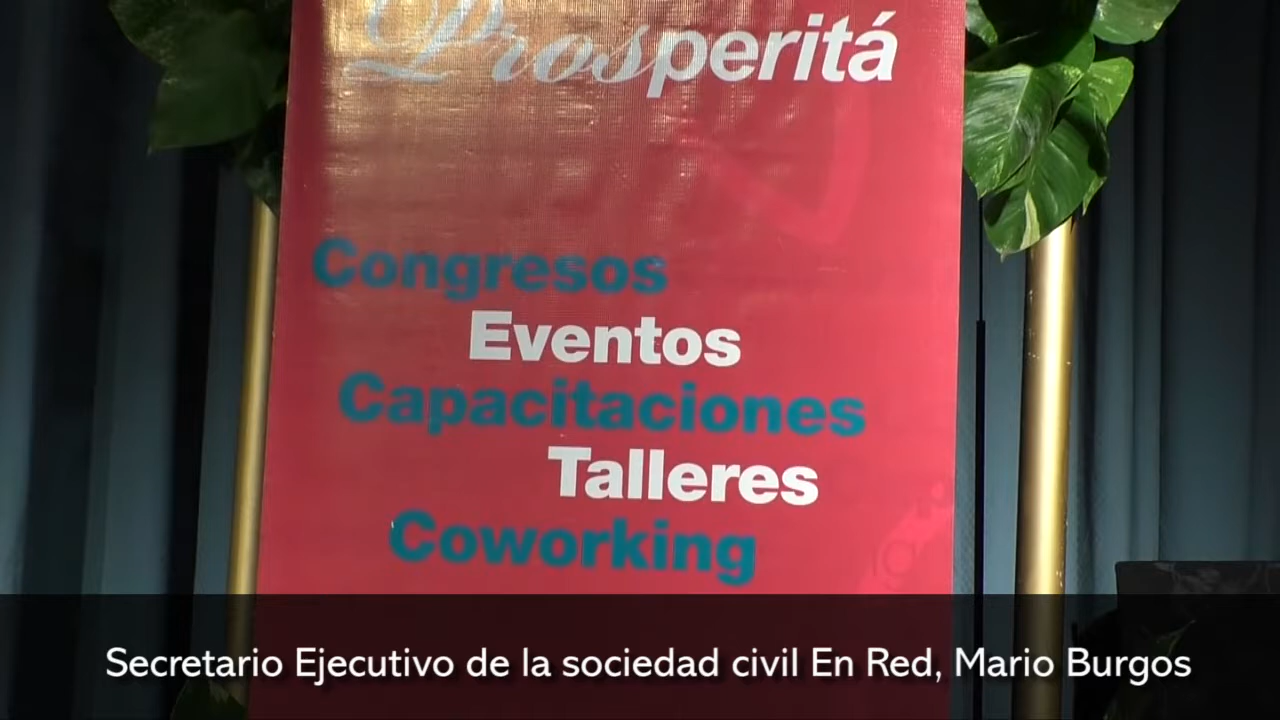 Prosperitá
Congresos
Eventos
Capacitaciones
Talleres
Coworking
Secretario Ejecutivo de la sociedad civil En Red, Mario Burgos